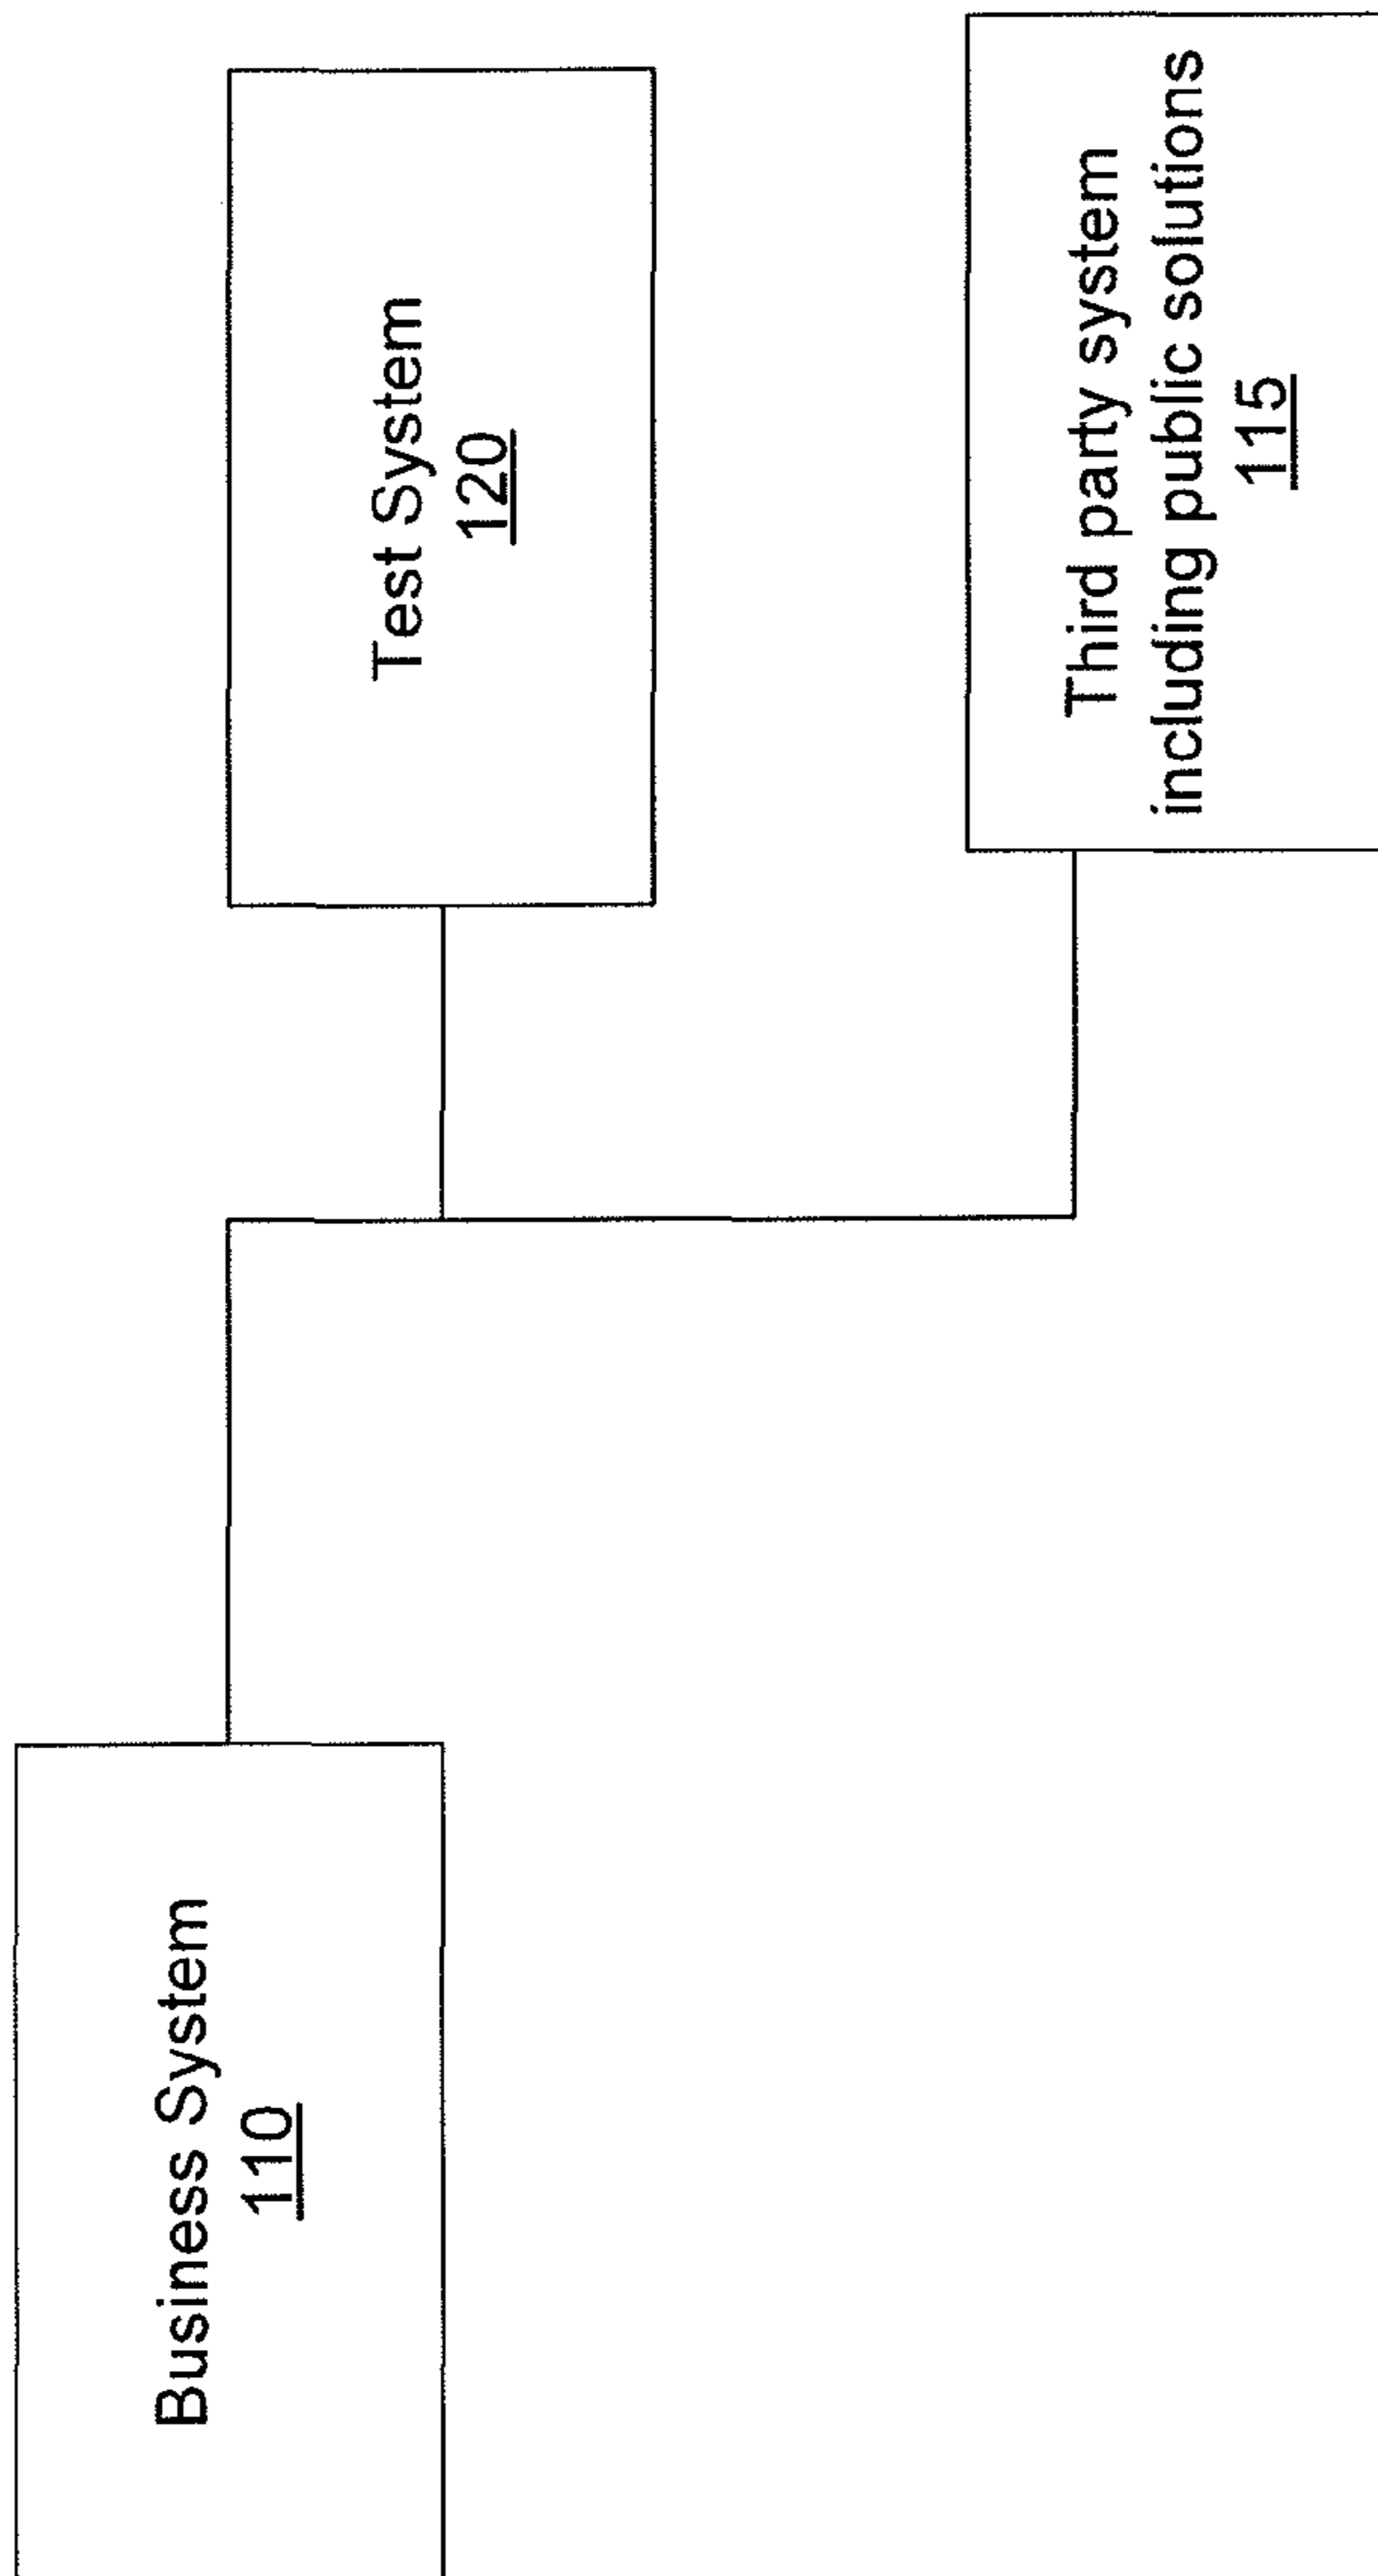 Business System
110
Test System
120
Third party system
including public solutions
115